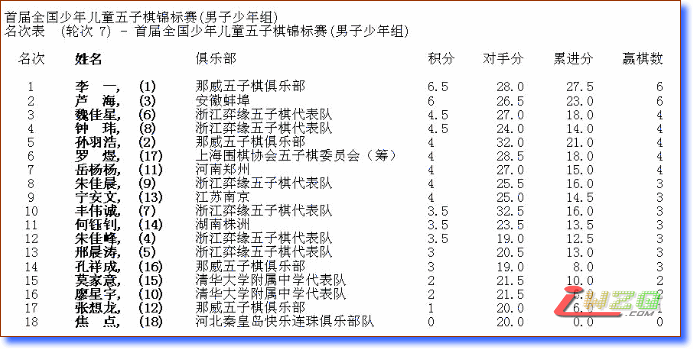 首届全国少年儿童五子棋锦标赛(男子少年组)
名次表 (轮次 7) - 首届全国少年儿童五子棋锦标赛(男子少年组)
名次 姓名 俱乐部 积分 对手分 累进分 赢棋数
1 李 一, (1) 那威五子棋俱乐部 6.5 28.0 27.5 6
2 芦 海, (3) 安徽蚌埠 6 26.5 23.0 6
3 魏佳星, (6) 浙江弈缘五子棋代表队 4.5 27.0 18.0 4
4 钟 玮, (8) 浙江弈缘五子棋代表队 4.5 24.0 14.0 4
5 孙羽浩, (2) 那威五子棋俱乐部 4 32.0 21.0 4
6 罗 煜, (17) 上海围棋协会五子棋委员会（筹） 4 28.5 18.0 4
7 岳杨杨, (11) 河南郑州 4 27.0 15.0 4
8 朱佳晨, (9) 浙江弈缘五子棋代表队 4 25.5 16.0 3
9 宁安文, (13) 江苏南京 4 25.0 14.5 3
10 丰伟诚, (7) 浙江弈缘五子棋代表队 3.5 32.5 16.0 3
11 何钰钊, (14) 湖南株洲 3.5 23.5 13.5 3
12 朱佳峰, (4) 浙江弈缘五子棋代表队 3.5 19.0 12.5 3
13 邢晨涛, (5) 浙江弈缘五子棋代表队 3 20.5 13.0 3
14 孔祥成, (16) 那威五子棋俱乐部 3 19.0 8.0 3
15 莫家意, (15) 清华大学附属中学代表队 2 21.5 10.0 2
16 廖星宇, (10) 清华大学附属中学代表队 2 21.5
17 张想龙, (12) 那威五子棋俱乐部 1 20.0 6.0 1
18 焦 点, (18) 河北秦皇岛快乐连珠俱乐部队 0 20.0 0.0 0